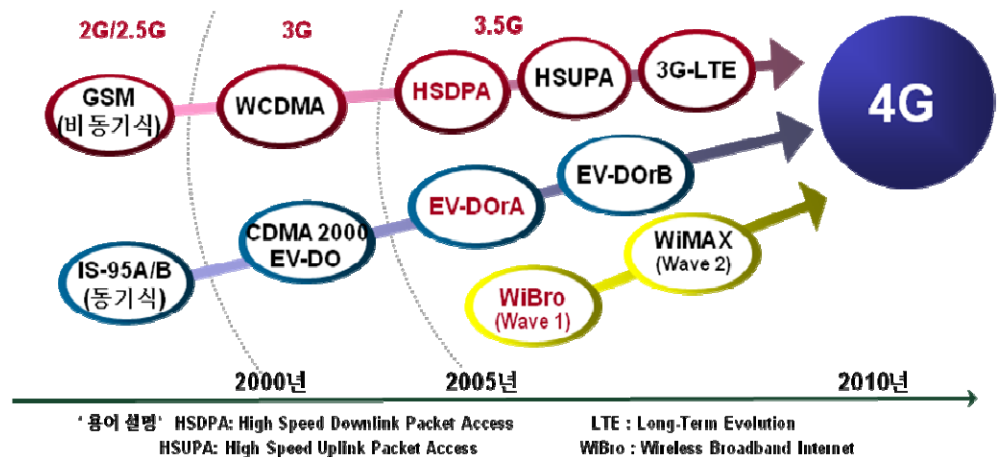 2G/2.5G
3G
3.5G
GSM
(비동기식)
WCDMA
HSDPA
HSUPA
3G-LTE
4G
IS-95A/B
(동기식)
CDMA 2000
EV-DO
EV-DOrA
EV-DOrB
WiBro
(Wave 1)
WiMAX
(Wave 2)
2000년
2005년
2010년
‘ 용어 설명’ HSDPA: High Speed Downlink Packet Access
LTE : Long-Term Evolution
HSUPA: High Speed Uplink Packet Access
WiBro : Wireless Broadband Internet